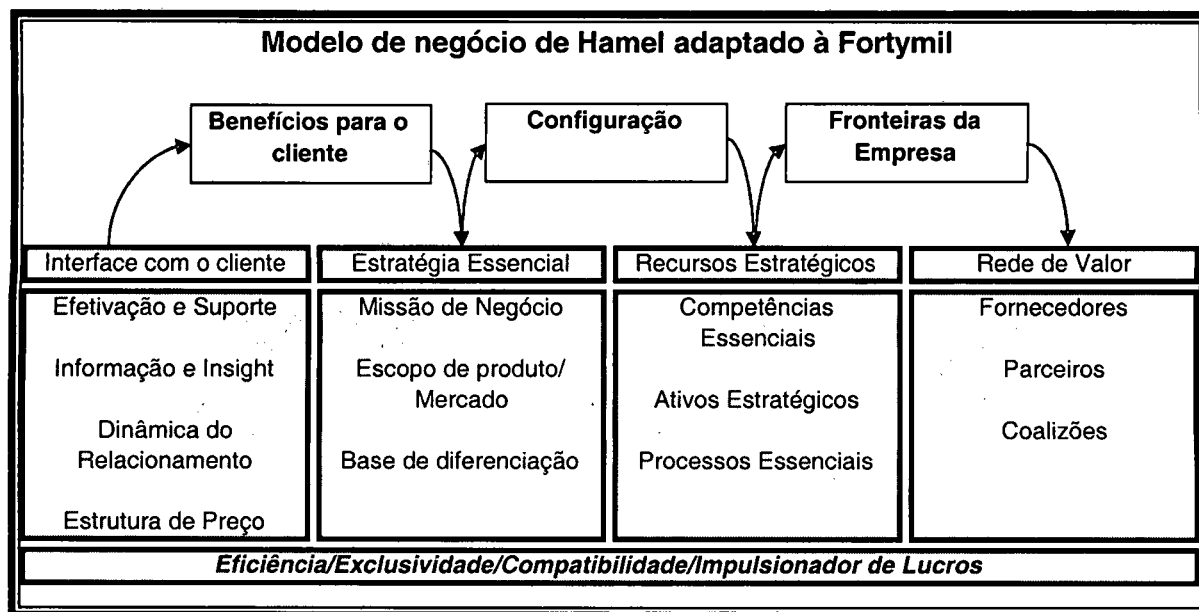 Modelo de negócio de Hamel adaptado à Fortymil
Benefícios para o
cliente
Configuração
Fronteiras da
Empresa
Interface com o cliente
Estratégia Essencial
Recursos Estratégicos
Rede de Valor
Efetivação e Suporte
Informação e Insight
Dinâmica do
Relacionamento
Estrutura de Preço
Missão de Negócio
Escopo de produto/
Mercado
Base de diferenciação
Competências
Essenciais
Ativos Estratégicos
Processos Essenciais
Fornecedores
Parceiros
Coalizões
Eficiência/Exclusividade/Compatibilidade/Impulsionador de Lucros